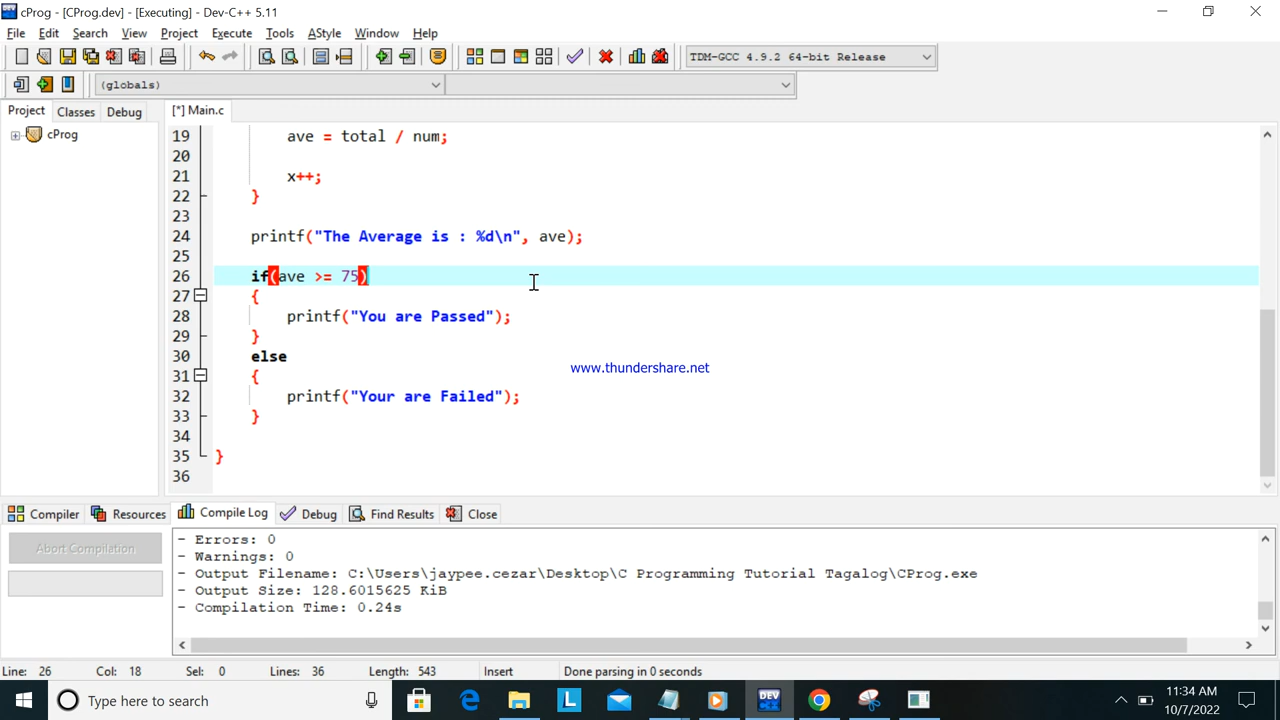 cProg - [CProg.dev] - [Executing] - Dev-C++ 5.11
File Edit Search View Project Execute Tools AStyle Window Help
TDM-GCC 4.9.2 64-bit Release
(globals)
Project Classes Debug
[*] Main.c
cProg
19 ave = total / num;
20
21 x++;
22 }
23
24 printf("The Average is : %d\n", ave);
25
26 if(ave >= 75)
27 {
28 printf("You are Passed");
29 }
30 else
31 {
32 printf("Your are Failed");
33 }
34
35 }
36
www.thundershare.net
Compiler Resources Compile Log Debug Find Results Close
Abort Compilation
- Errors: 0
- Warnings: 0
- Output Filename: C:\Users\jaypee.cezar\Desktop\C Programming Tutorial Tagalog\CProg.exe
- Output Size: 128.6015625 KiB
- Compilation Time: 0.24s
Line: 26 Col: 18 Sel: 0 Lines: 36 Length: 543 Insert Done parsing in 0 seconds
Type here to search
L
DEV
11:34 AM
10/7/2022